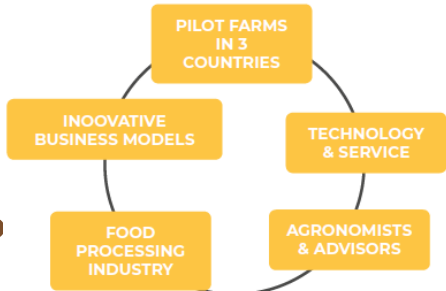 PILOT FARMS
IN 3
COUNTRIES
INOOVATIVE
BUSINESS MODELS
TECHNOLOGY
& SERVICE
FOOD
PROCESSING
INDUSTRY
AGRONOMISTS
& ADVISORS